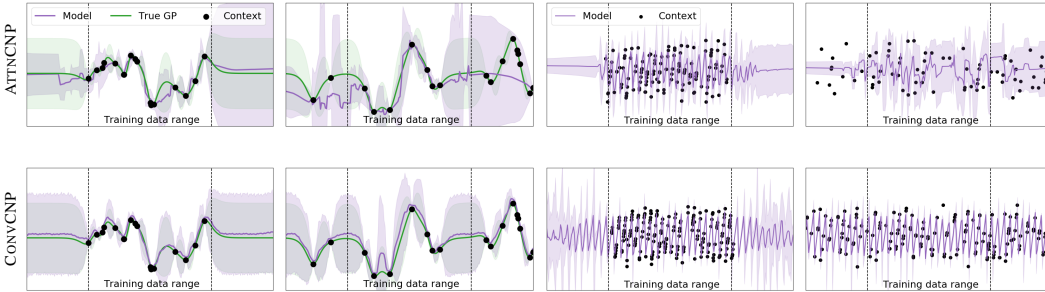 Model True GP Context
Model Context
ATTNCNP
Training data range
Training data range
Training data range
Training data range
CONVCNP
Training data range
Training data range
Training data range
Training data range